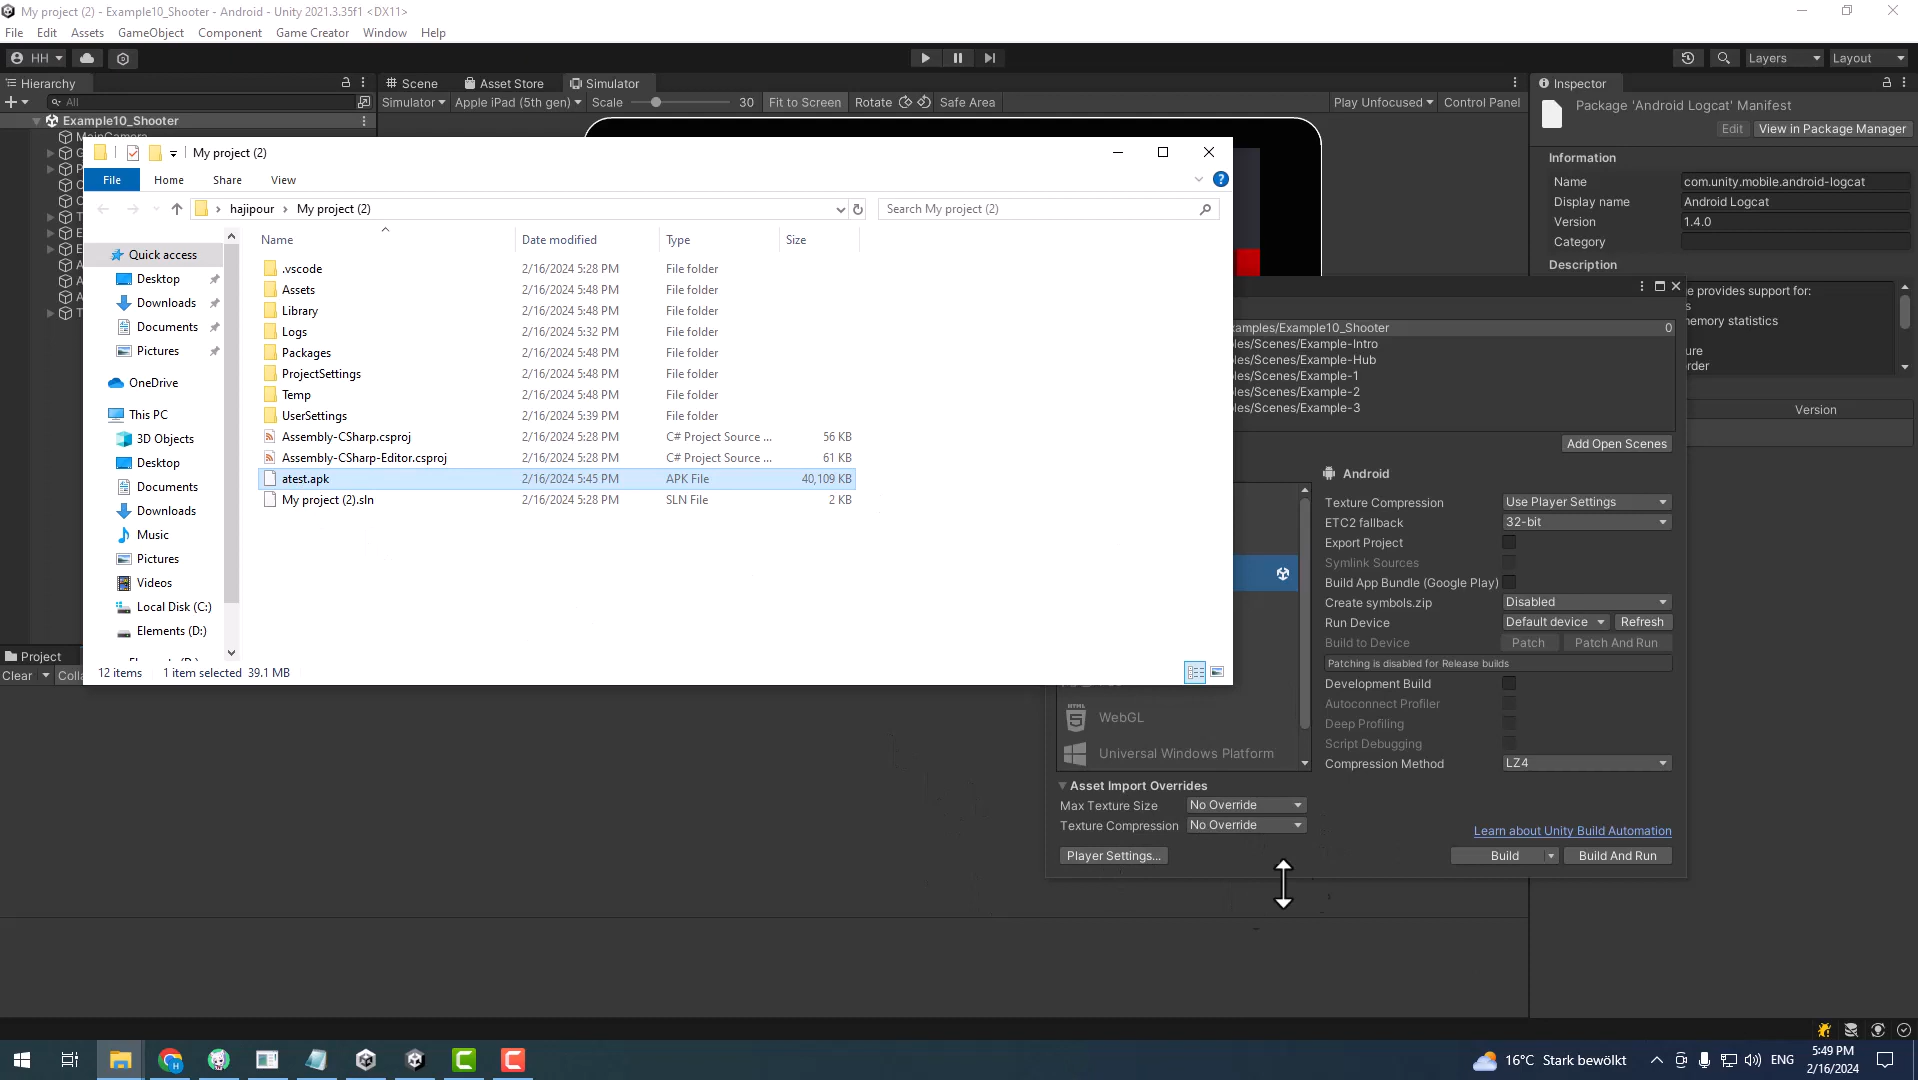 My project (2) - Example10_Shooter - Android - Unity 2021.3.35f1 <DX11>
File Edit Assets GameObject Component Game Creator Window Help
HH
Layers
Layout
Hierarchy
Scene
Asset Store
Simulator
Inspector
All
Simulator
Apple iPad (5th gen)
Scale
30
Fit to Screen
Rotate
Safe Area
Play Unfocused
Control Panel
Package 'Android Logcat' Manifest
Edit
View in Package Manager
Example10_Shooter
MainCamera
My project (2)
File
Home
Share
View
hajipour
My project (2)
Search My project (2)
Name
Date modified
Type
Size
Quick access
Desktop
Downloads
Documents
Pictures
OneDrive
This PC
3D Objects
Desktop
Documents
Downloads
Music
Pictures
Videos
Local Disk (C:)
Elements (D:)
.vscode 2/16/2024 5:28 PM File folder
Assets 2/16/2024 5:48 PM File folder
Library 2/16/2024 5:48 PM File folder
Logs 2/16/2024 5:32 PM File folder
Packages 2/16/2024 5:48 PM File folder
ProjectSettings 2/16/2024 5:48 PM File folder
Temp 2/16/2024 5:48 PM File folder
UserSettings 2/16/2024 5:39 PM File folder
Assembly-CSharp.csproj 2/16/2024 5:28 PM C# Project Source ... 56 KB
Assembly-CSharp-Editor.csproj 2/16/2024 5:28 PM C# Project Source ... 61 KB
atest.apk 2/16/2024 5:45 PM APK File 40,109 KB
My project (2).sln 2/16/2024 5:28 PM SLN File 2 KB
12 items
1 item selected 39.1 MB
Information
Name com.unity.mobile.android-logcat
Display name Android Logcat
Version 1.4.0
Category
Description
e provides support for:
s
emory statistics
ure
order
Version
amples/Example10_Shooter 0
les/Scenes/Example-Intro
les/Scenes/Example-Hub
les/Scenes/Example-1
les/Scenes/Example-2
les/Scenes/Example-3
Add Open Scenes
Android
Texture Compression Use Player Settings
ETC2 fallback 32-bit
Export Project
Symlink Sources
Build App Bundle (Google Play)
Create symbols.zip Disabled
Run Device Default device Refresh
Build to Device Patch Patch And Run
Patching is disabled for Release builds
Development Build
Autoconnect Profiler
Deep Profiling
Script Debugging
Compression Method LZ4
WebGL
Universal Windows Platform
Asset Import Overrides
Max Texture Size No Override
Texture Compression No Override
Learn about Unity Build Automation
Player Settings...
Build
Build And Run
Project
Clear
Colla
16°C Stark bewölkt
ENG
5:49 PM
2/16/2024